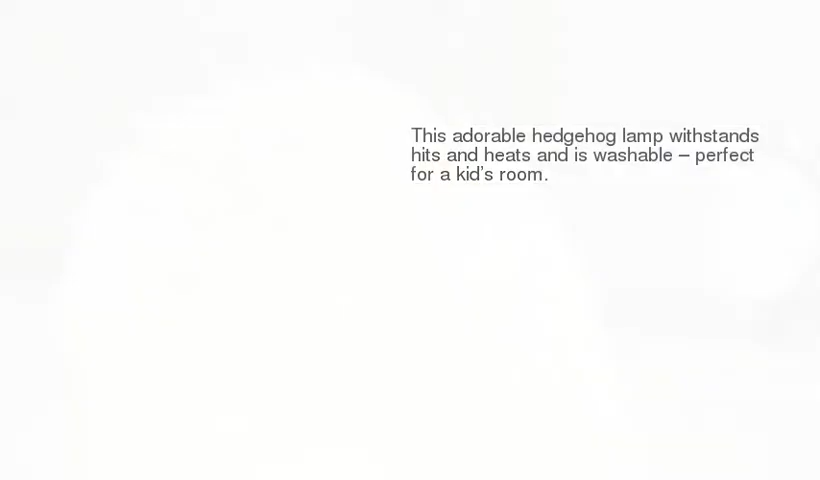 This adorable hedgehog lamp withstands
hits and heats and is washable – perfect
for a kid’s room.